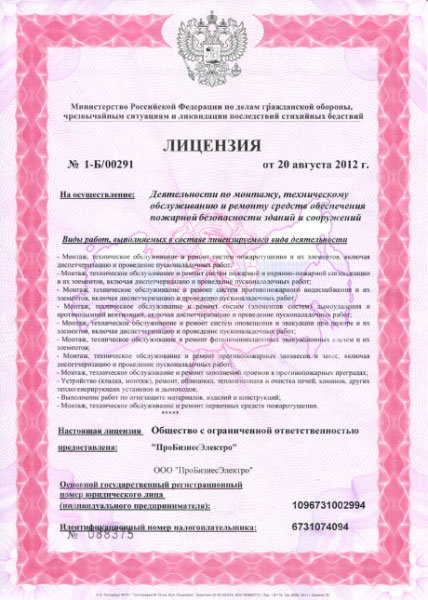 Министерство Российской Федерации по делам гражданской обороны,
чрезвычайным ситуациям и ликвидации последствий стихийных бедствий
ЛИЦЕНЗИЯ
№ 1-Б/00291 от 20 августа 2012 г.
На осуществление: Деятельности по монтажу, техническому
обслуживанию и ремонту средств обеспечения
пожарной безопасности зданий и сооружений
Виды работ, выполняемых в составе лицензируемого вида деятельности
- Монтаж, техническое обслуживание и ремонт систем пожаротушения и их элементов, включая
диспетчеризацию и проведение пусконаладочных работ;
- Монтаж, техническое обслуживание и ремонт систем пожарной и охранно-пожарной сигнализации
и их элементов, включая диспетчеризацию и проведение пусконаладочных работ;
- Монтаж, техническое обслуживание и ремонт систем противопожарного водоснабжения и их
элементов, включая диспетчеризацию и проведение пусконаладочных работ;
- Монтаж, техническое обслуживание и ремонт систем (элементов систем) дымоудаления и
противодымной вентиляции, включая диспетчеризацию и проведение пусконаладочных работ;
- Монтаж, техническое обслуживание и ремонт систем оповещения и эвакуации при пожаре и их
элементов, включая диспетчеризацию и проведение пусконаладочных работ;
- Монтаж, техническое обслуживание и ремонт фотолюминесцентных эвакуационных систем и их
элементов;
- Монтаж, техническое обслуживание и ремонт противопожарных занавесов и завес, включая
диспетчеризацию и проведение пусконаладочных работ;
- Монтаж, техническое обслуживание и ремонт заполнений проемов в противопожарных преградах;
- Устройство (кладка, монтаж), ремонт, облицовка, теплоизоляция и очистка печей, каминов, других
теплогенерирующих установок и дымоходов;
- Выполнение работ по огнезащите материалов, изделий и конструкций;
- Монтаж, техническое обслуживание и ремонт первичных средств пожаротушения.
*****
Настоящая лицензия Общество с ограниченной ответственностью
предоставлена: "ПроБизнесЭлектро"
ООО "ПроБизнесЭлектро"
Основной государственный регистрационный
номер юридического лица
(индивидуального предпринимателя): 1096731002994
Идентификационный номер налогоплательщика: 6731074094
№ 088375